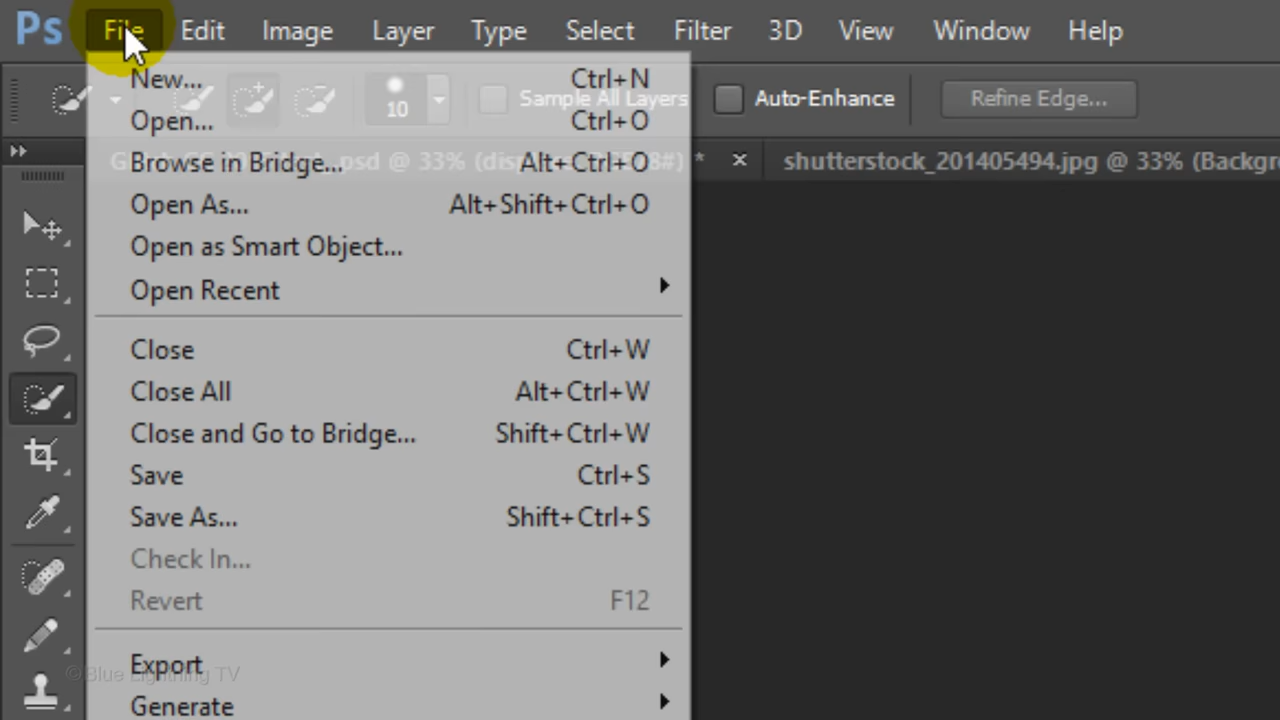 Ps File Edit Image Layer Type Select Filter 3D View Window Help
New... Ctrl+N
10 Sample All Layers Auto-Enhance Refine Edge...
Open... Ctrl+O
psd @ 33% ( 8#) * × shutterstock_201405494.jpg @ 33% (Backgr
Browse in Bridge... Alt+Ctrl+O
Open As... Alt+Shift+Ctrl+O
Open as Smart Object...
Open Recent
Close Ctrl+W
Close All Alt+Ctrl+W
Close and Go to Bridge... Shift+Ctrl+W
Save Ctrl+S
Save As... Shift+Ctrl+S
Check In...
Revert F12
Export
©Blue Lightning TV
Generate